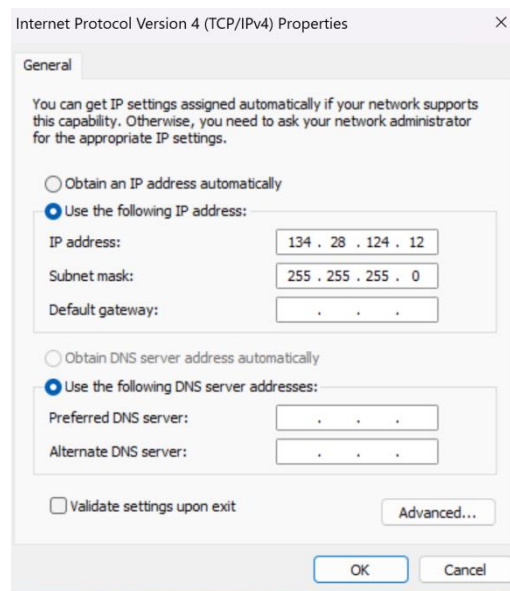 Internet Protocol Version 4 (TCP/IPv4) Properties
General
You can get IP settings assigned automatically if your network supports
this capability. Otherwise, you need to ask your network administrator
for the appropriate IP settings.
Obtain an IP address automatically
Use the following IP address:
IP address: 134 . 28 . 124 . 12
Subnet mask: 255 . 255 . 255 . 0
Default gateway: . . .
Obtain DNS server address automatically
Use the following DNS server addresses:
Preferred DNS server: . . .
Alternate DNS server: . . .
Validate settings upon exit
Advanced...
OK Cancel